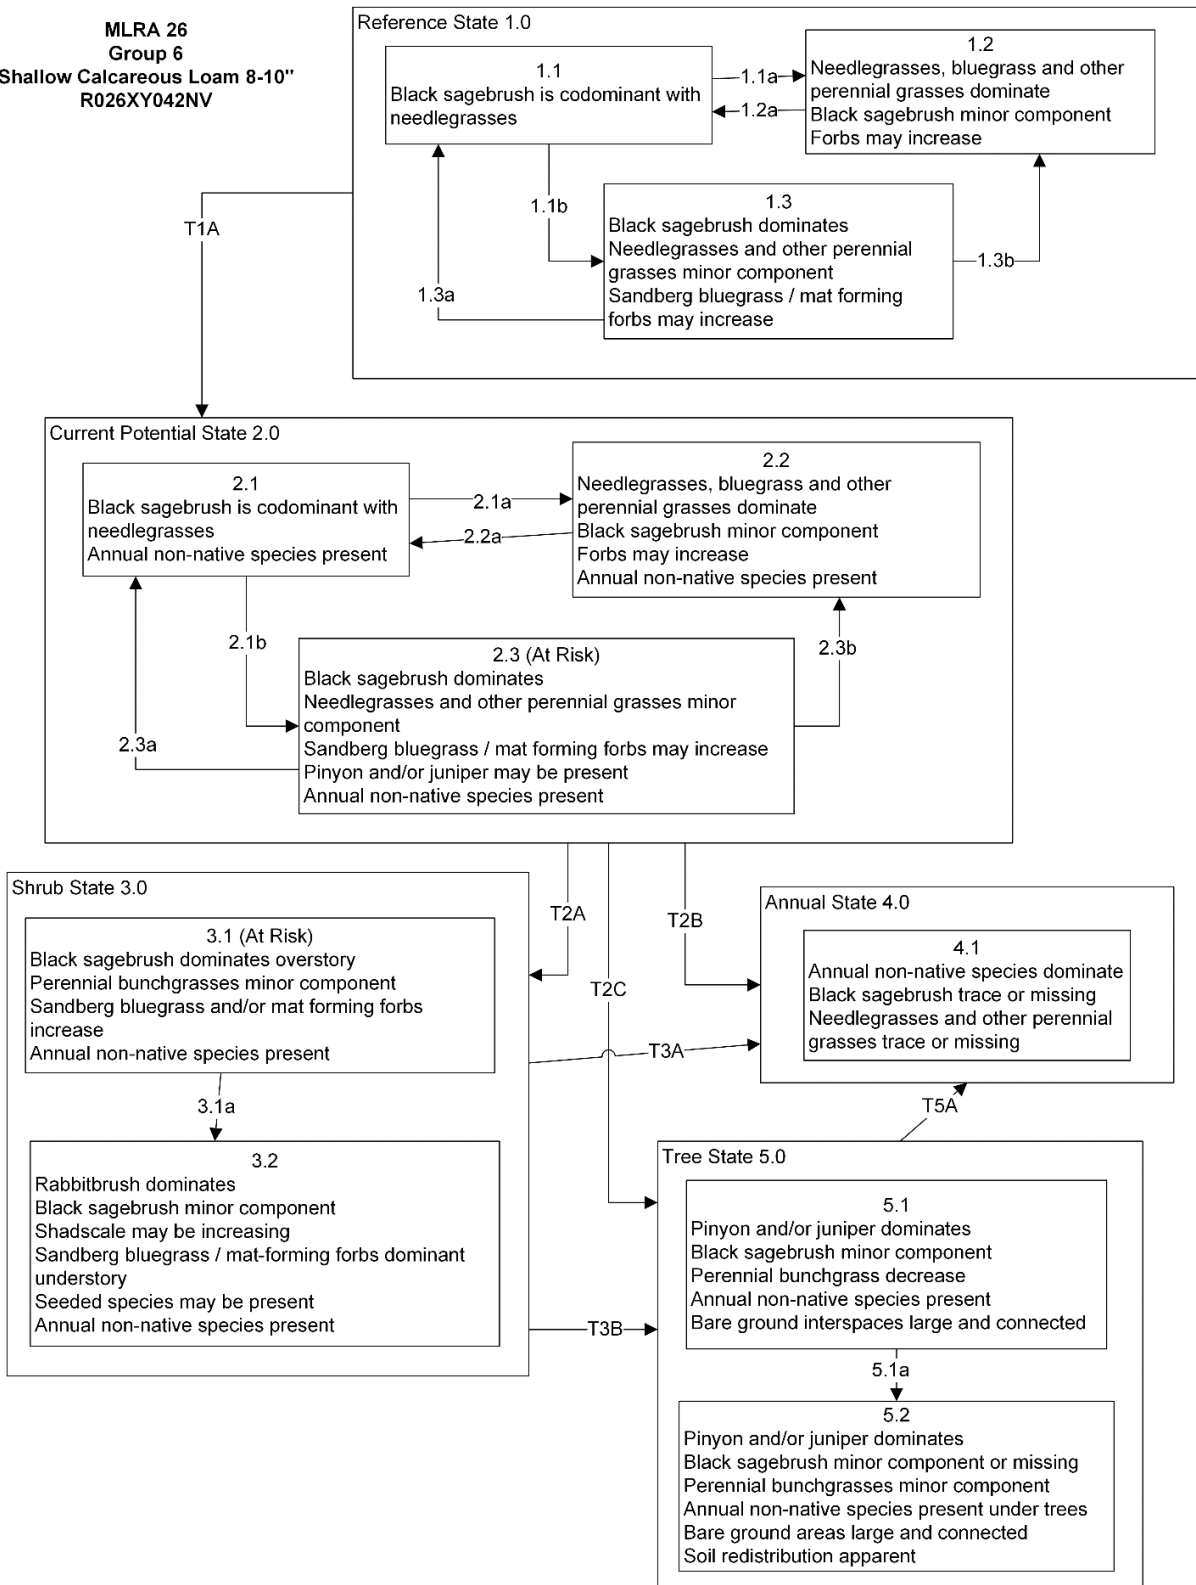 MLRA 26
Group 6
Shallow Calcareous Loam 8-10"
R026XY042NV
Reference State 1.0
1.1
Black sagebrush is codominant with
needlegrasses
1.1a
1.2a
1.2
Needlegrasses, bluegrass and other
perennial grasses dominate
Black sagebrush minor component
Forbs may increase
1.1b
1.3
Black sagebrush dominates
Needlegrasses and other perennial
grasses minor component
Sandberg bluegrass / mat forming
forbs may increase
1.3a
1.3b
T1A
Current Potential State 2.0
2.1
Black sagebrush is codominant with
needlegrasses
Annual non-native species present
2.1a
2.2a
2.2
Needlegrasses, bluegrass and other
perennial grasses dominate
Black sagebrush minor component
Forbs may increase
Annual non-native species present
2.1b
2.3b
2.3 (At Risk)
Black sagebrush dominates
Needlegrasses and other perennial grasses minor
component
Sandberg bluegrass / mat forming forbs may increase
Pinyon and/or juniper may be present
Annual non-native species present
2.3a
T2A
T2B
T2C
Shrub State 3.0
3.1 (At Risk)
Black sagebrush dominates overstory
Perennial bunchgrasses minor component
Sandberg bluegrass and/or mat forming forbs
increase
Annual non-native species present
3.1a
3.2
Rabbitbrush dominates
Black sagebrush minor component
Shadscale may be increasing
Sandberg bluegrass / mat-forming forbs dominant
understory
Seeded species may be present
Annual non-native species present
T3A
T3B
Annual State 4.0
4.1
Annual non-native species dominate
Black sagebrush trace or missing
Needlegrasses and other perennial
grasses trace or missing
T5A
Tree State 5.0
5.1
Pinyon and/or juniper dominates
Black sagebrush minor component
Perennial bunchgrass decrease
Annual non-native species present
Bare ground interspaces large and connected
5.1a
5.2
Pinyon and/or juniper dominates
Black sagebrush minor component or missing
Perennial bunchgrasses minor component
Annual non-native species present under trees
Bare ground areas large and connected
Soil redistribution apparent